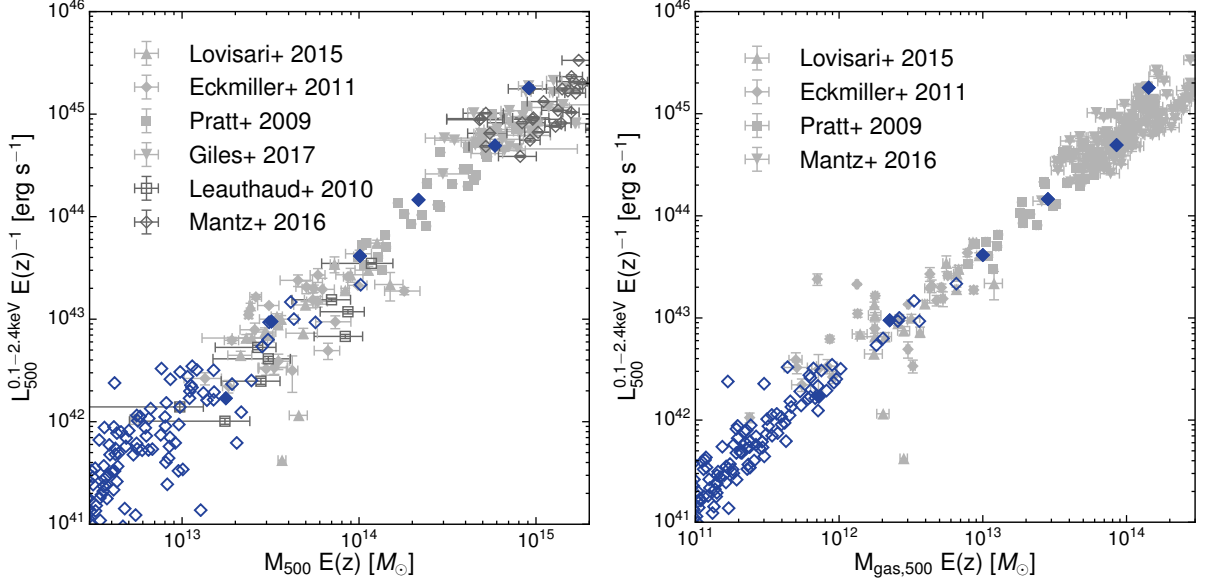 10^46
10^45
10^44
10^43
10^42
10^41
L_500^0.1−2.4keV E(z)^−1 [erg s^−1]
Lovisari+ 2015
Eckmiller+ 2011
Pratt+ 2009
Giles+ 2017
Leauthaud+ 2010
Mantz+ 2016
10^13
10^14
10^15
M_500 E(z) [M_⊙]
10^46
10^45
10^44
10^43
10^42
10^41
L_500^0.1−2.4keV E(z)^−1 [erg s^−1]
Lovisari+ 2015
Eckmiller+ 2011
Pratt+ 2009
Mantz+ 2016
10^11
10^12
10^13
10^14
M_gas,500 E(z) [M_⊙]